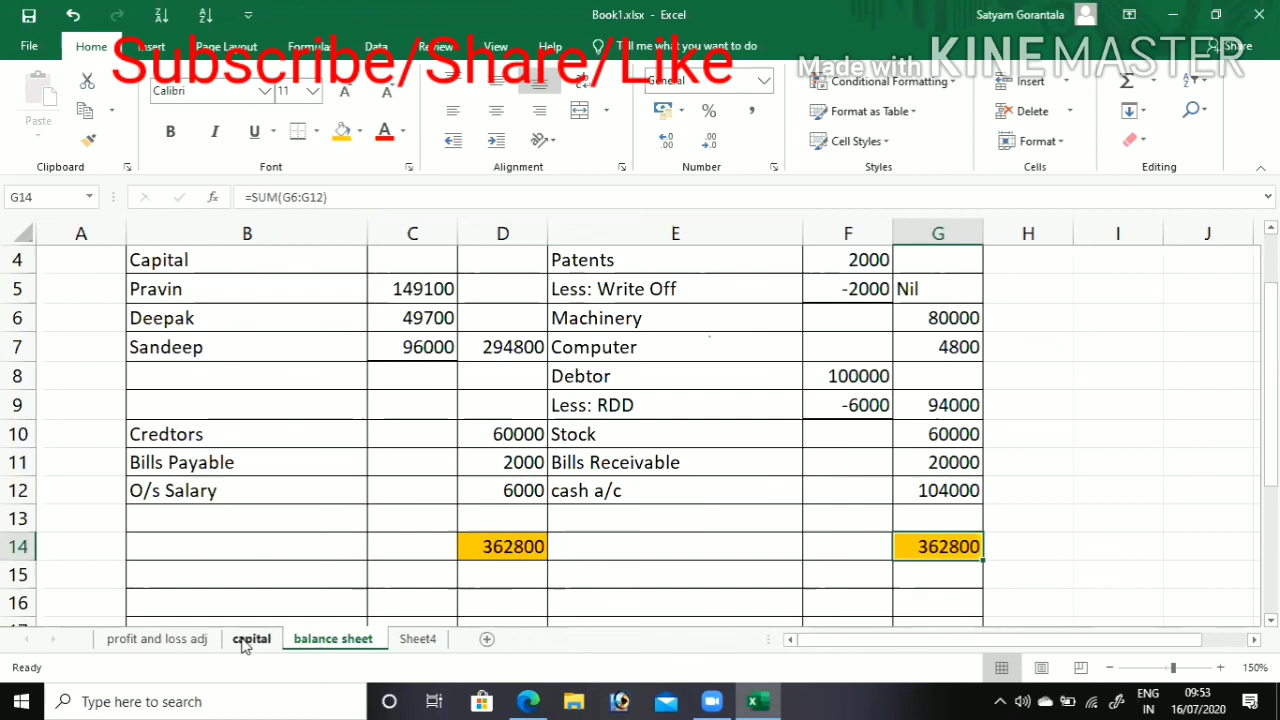 Book1.xlsx - Excel
Satyam Gorantala
File Home Insert Page Layout Formulas Data Review View Help Tell me what you want to do Share
Subscribe/Share/Like
Made with KINEMASTER
Paste
Calibri 11
General
Conditional Formatting
Format as Table
Cell Styles
Insert
Delete
Format
Clipboard Font Alignment Number Styles Cells Editing
G14 fx =SUM(G6:G12)
A B C D E F G H I J
4 Capital Patents 2000
5 Pravin 149100 Less: Write Off -2000 Nil
6 Deepak 49700 Machinery 80000
7 Sandeep 96000 294800 Computer 4800
8 Debtor 100000
9 Less: RDD -6000 94000
10 Credtors 60000 Stock 60000
11 Bills Payable 2000 Bills Receivable 20000
12 O/s Salary 6000 cash a/c 104000
13
14 362800 362800
15
16
profit and loss adj capital balance sheet Sheet4
Ready 150%
Type here to search
ENG 09:53
IN 16/07/2020